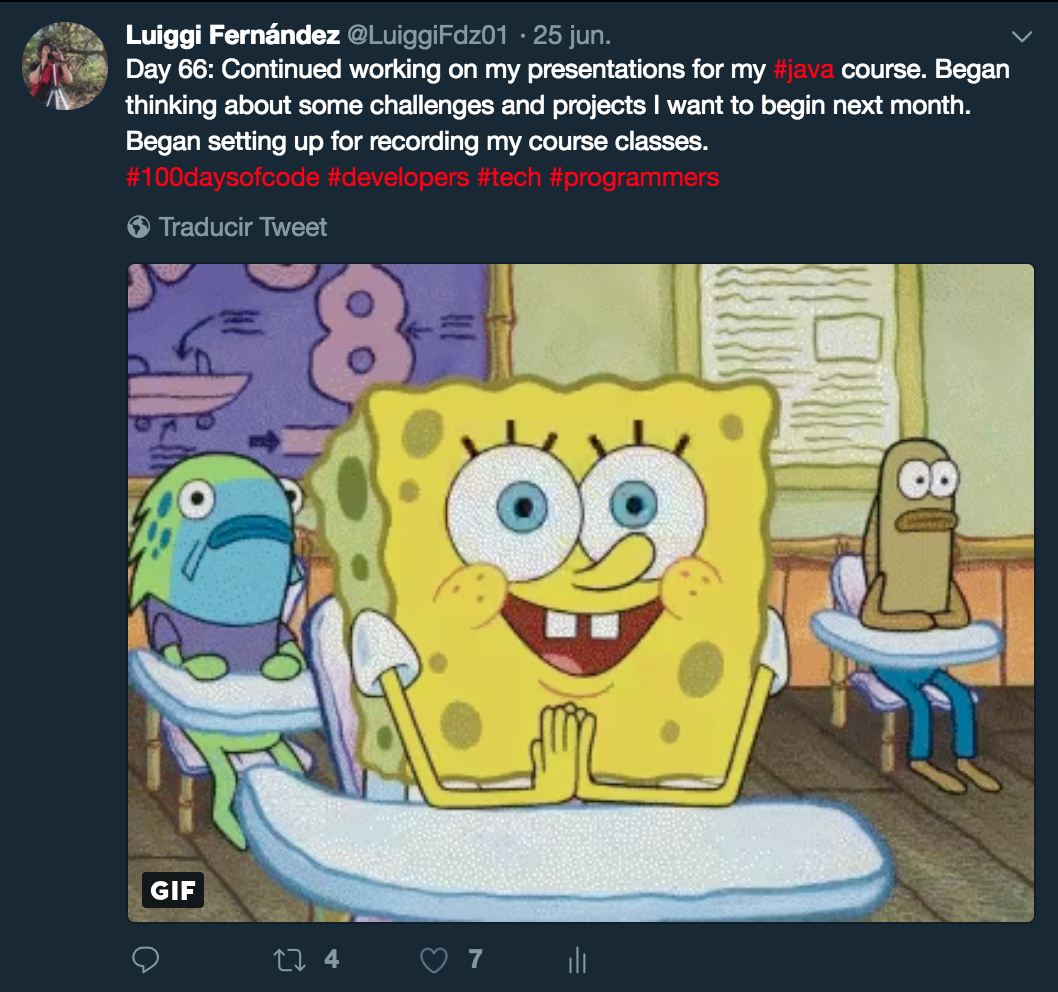 Luiggi Fernández @LuiggiFdz01 · 25 jun.
Day 66: Continued working on my presentations for my #java course. Began
thinking about some challenges and projects I want to begin next month.
Began setting up for recording my course classes.
#100daysofcode #developers #tech #programmers
Traducir Tweet
8
GIF
4 7